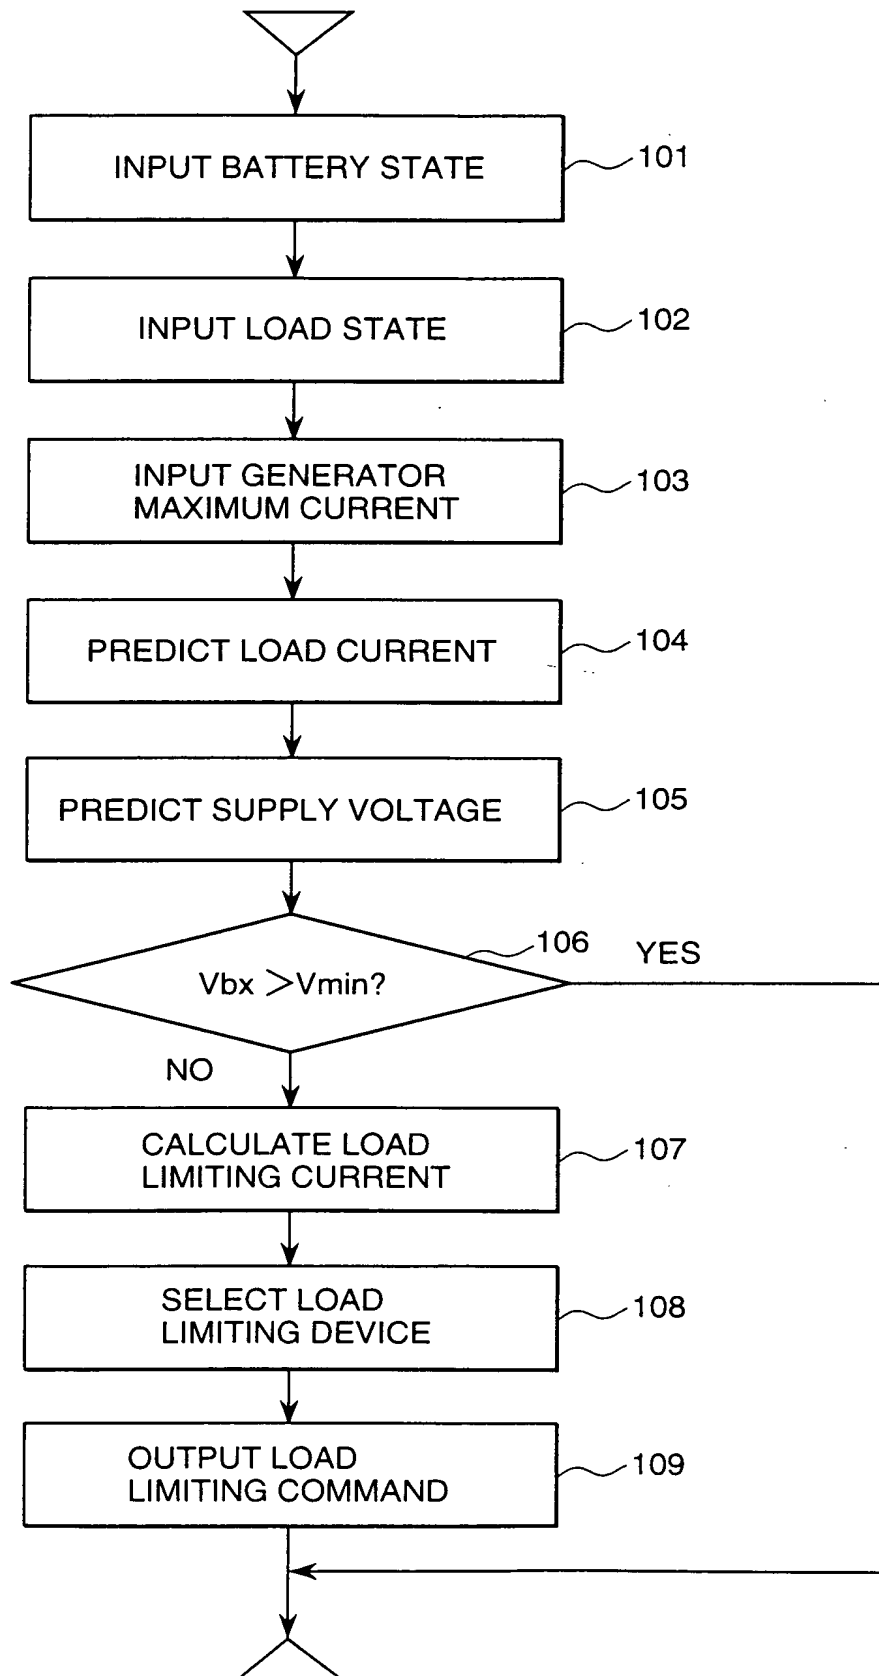 INPUT BATTERY STATE
101
INPUT LOAD STATE
102
INPUT GENERATOR
MAXIMUM CURRENT
103
PREDICT LOAD CURRENT
104
PREDICT SUPPLY VOLTAGE
105
Vbx >Vmin?
106
YES
NO
CALCULATE LOAD
LIMITING CURRENT
107
SELECT LOAD
LIMITING DEVICE
108
OUTPUT LOAD
LIMITING COMMAND
109